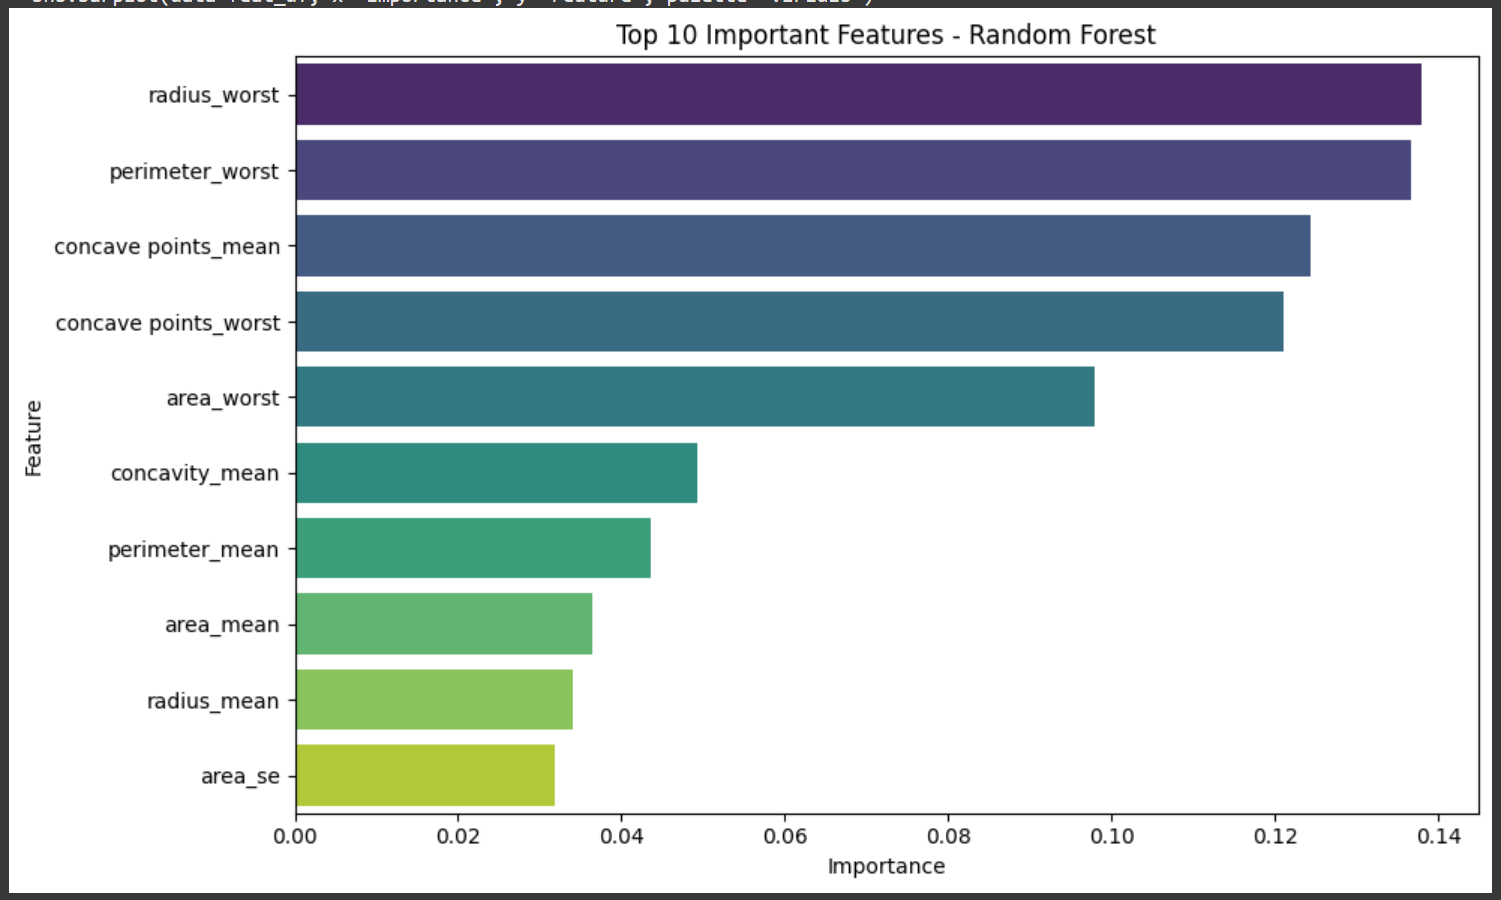 Top 10 Important Features - Random Forest
radius_worst
perimeter_worst
concave points_mean
concave points_worst
area_worst
concavity_mean
perimeter_mean
area_mean
radius_mean
area_se
Feature
0.00 0.02 0.04 0.06 0.08 0.10 0.12 0.14
Importance